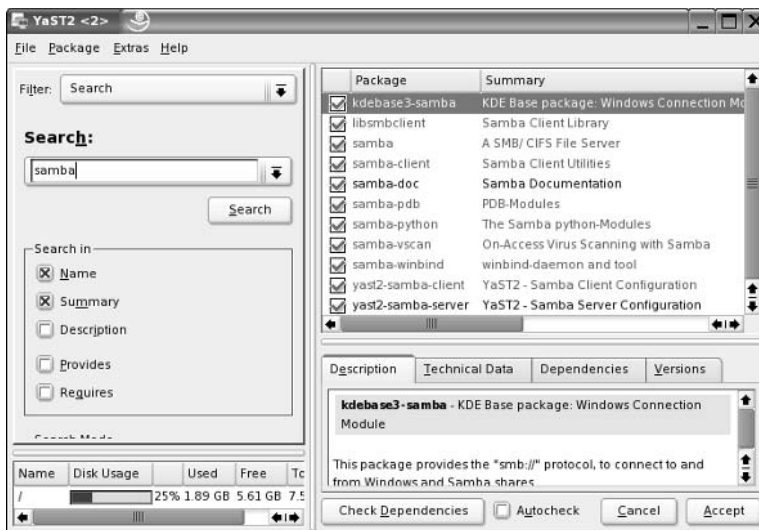 YaST2 <2>
File Package Extras Help
Filter: Search
Search:
samba
Search
Search in
Name
Summary
Description
Provides
Requires
Name Disk Usage Used Free
/ 25% 1.89 GB 5.61 GB
Package Summary
kdebase3-samba KDE Base package: Windows Connection
libsmbclient Samba Client Library
samba A SMB/ CIFS File Server
samba-client Samba Client Utilities
samba-doc Samba Documentation
samba-pdb PDB-Modules
samba-python The Samba python-Modules
samba-vscan On-Access Virus Scanning with Samba
samba-winbind winbind-daemon and tool
yast2-samba-client YaST2 - Samba Client Configuration
yast2-samba-server YaST2 - Samba Server Configuration
Description Technical Data Dependencies Versions
kdebase3-samba - KDE Base package: Windows Connection
Module
This package provides the "smb://" protocol, to connect to and
from Windows and Samba shares
Check Dependencies Autocheck Cancel Accept